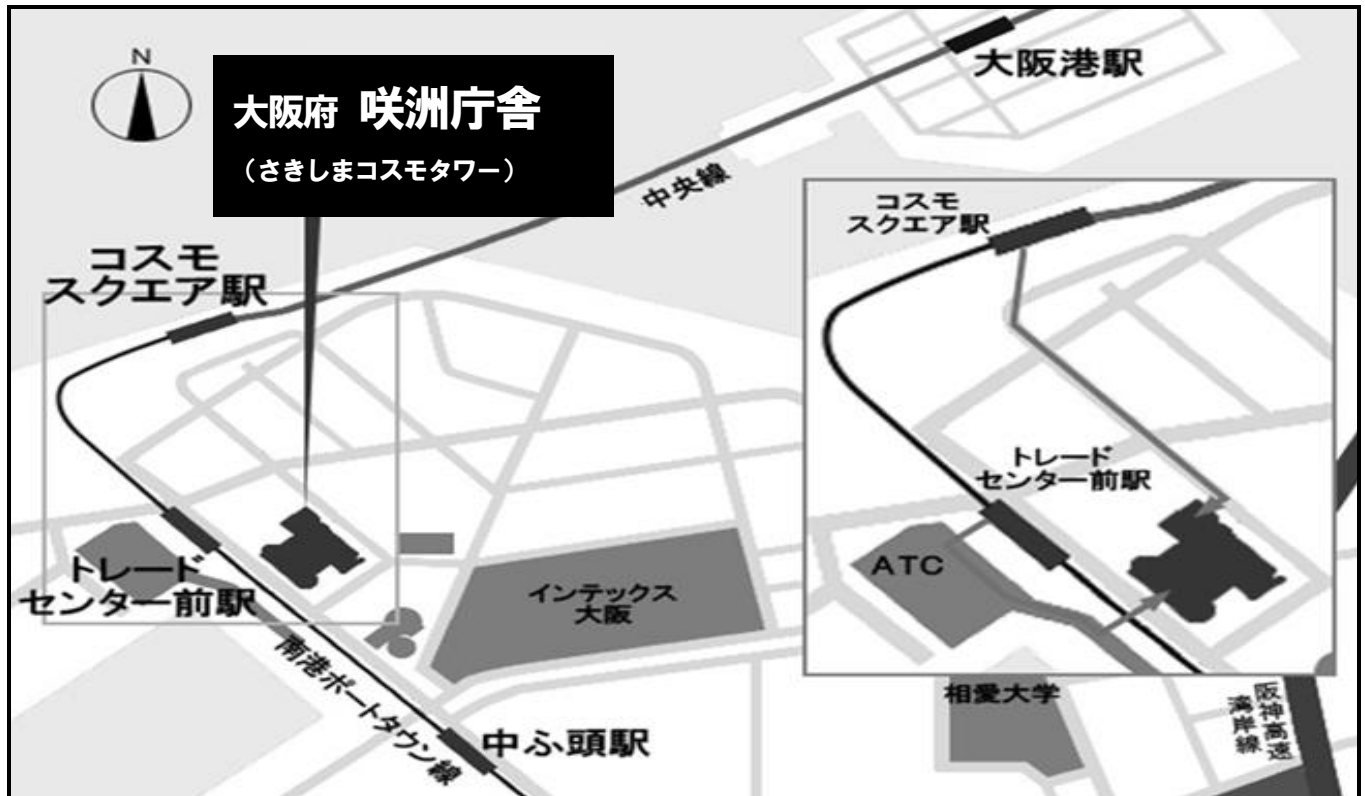 N
大阪府 咲洲庁舎
（さきしまコスモタワー）
大阪港駅
中央線
コスモ
スクエア駅
コスモ
スクエア駅
トレード
センター前駅
ATC
トレード
センター前駅
インテックス
大阪
南港ポートタウン線
中ふ頭駅
相愛大学
阪神高速
湾岸線